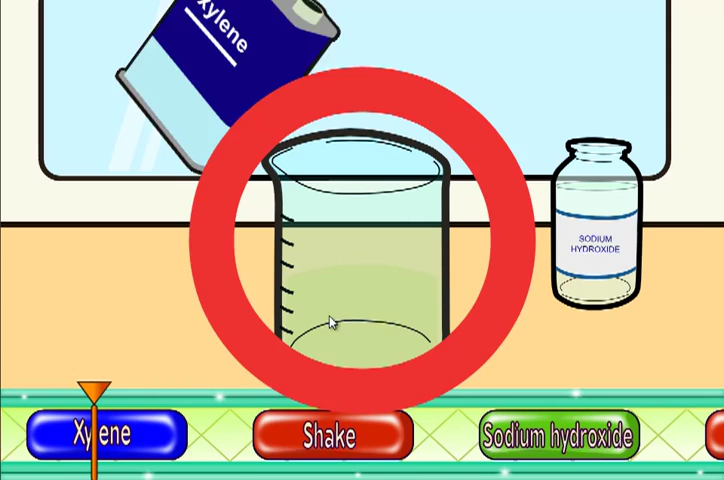 xylene
SODIUM
HYDROXIDE
Xylene
Shake
Sodium hydroxide